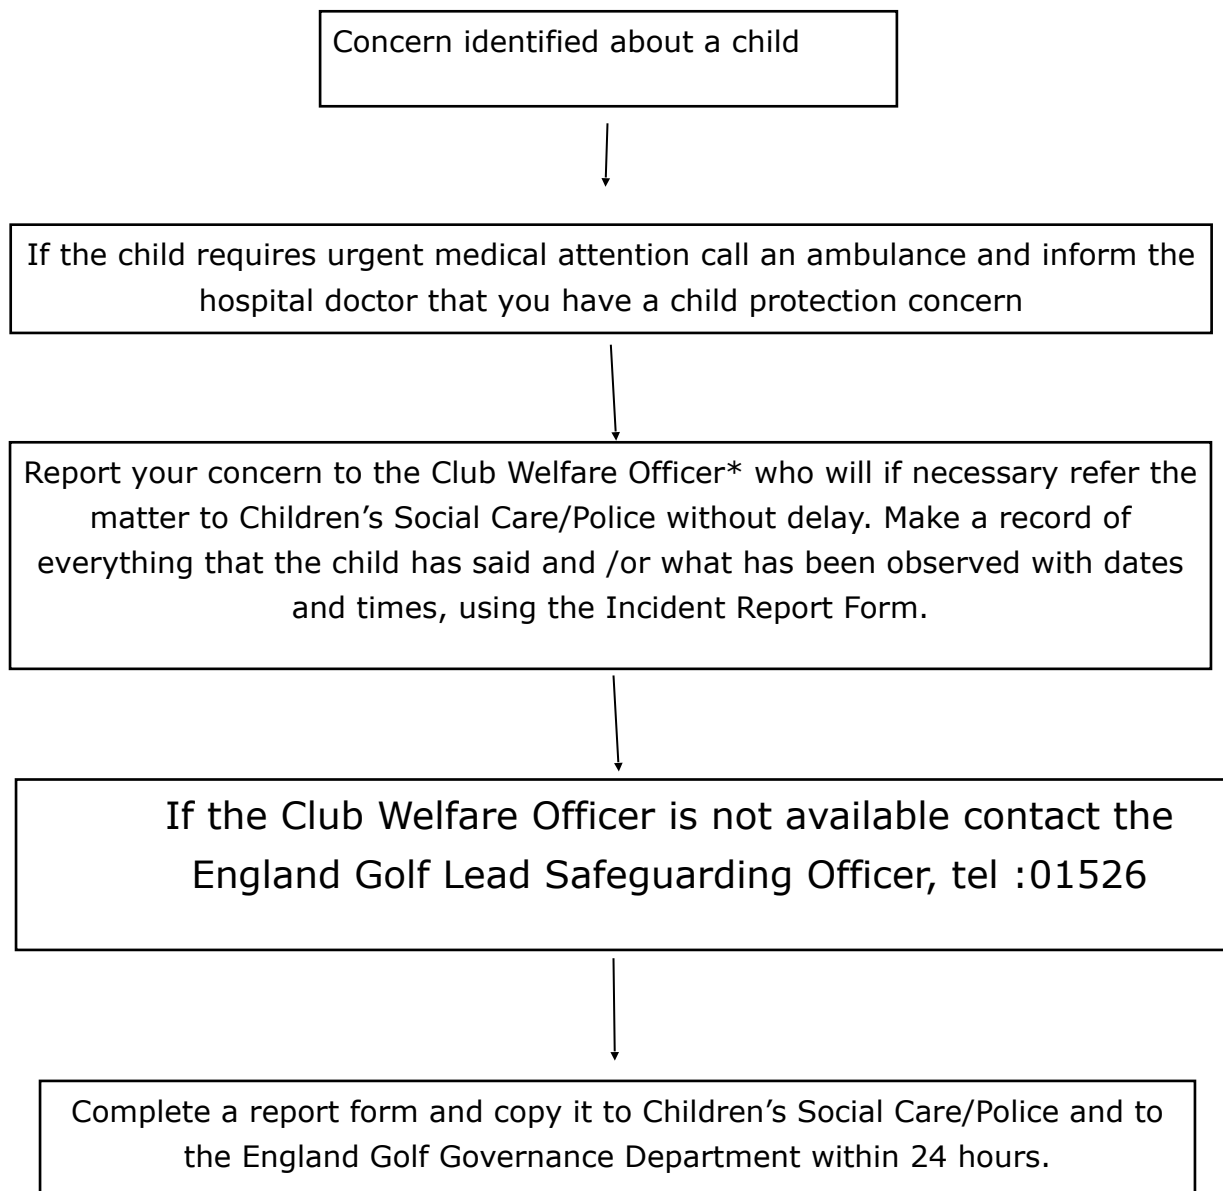 Concern identified about a child
If the child requires urgent medical attention call an ambulance and inform the
hospital doctor that you have a child protection concern
Report your concern to the Club Welfare Officer* who will if necessary refer the
matter to Children’s Social Care/Police without delay. Make a record of
everything that the child has said and /or what has been observed with dates
and times, using the Incident Report Form.
If the Club Welfare Officer is not available contact the
England Golf Lead Safeguarding Officer, tel :01526
Complete a report form and copy it to Children’s Social Care/Police and to
the England Golf Governance Department within 24 hours.